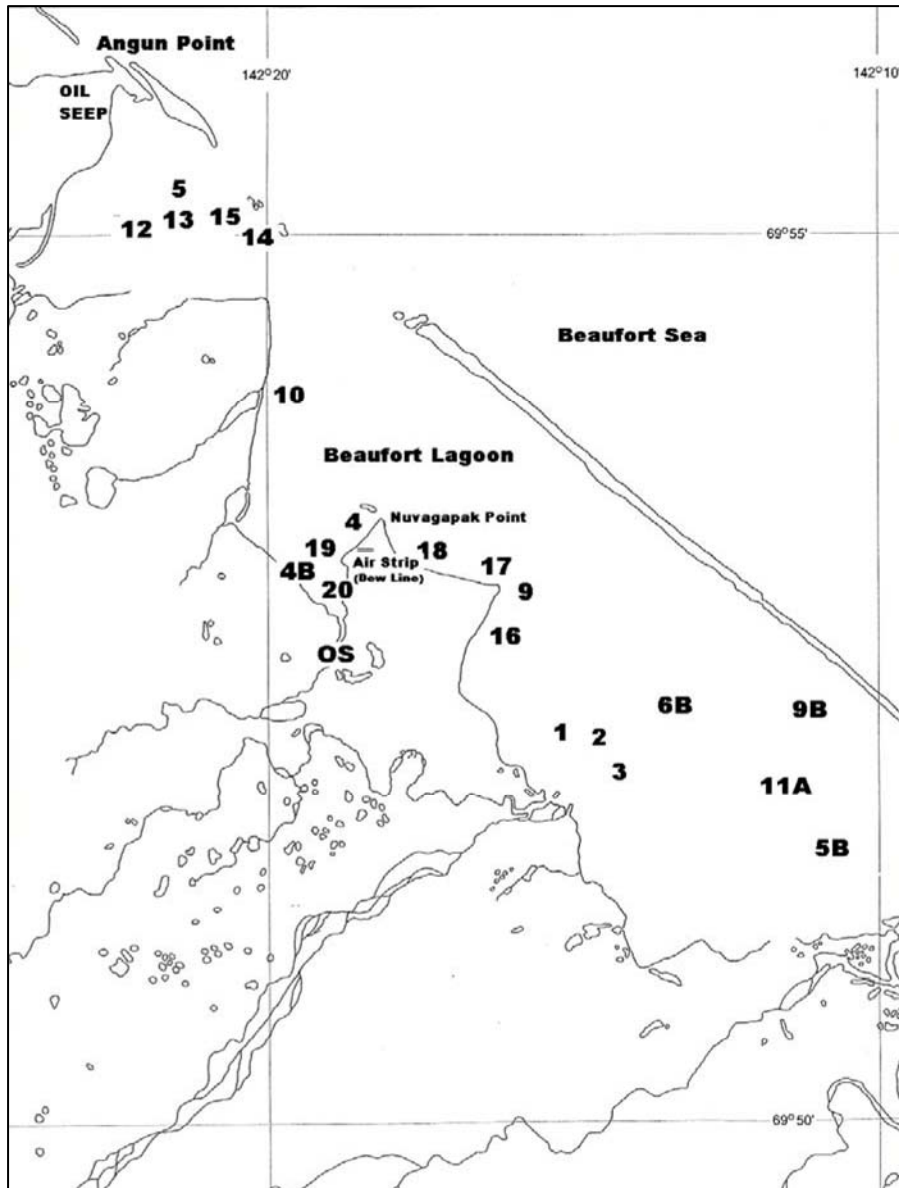 Angun Point
142° 20'
142° 10'
OIL
SEEP
5
12
13
15
14
69° 55'
Beaufort Sea
10
Beaufort Lagoon
4
Nuvagapak Point
19
18
Air Strip
(Dew Line)
17
4B
20
9
16
OS
6B
9B
1
2
3
11A
5B
69° 50'